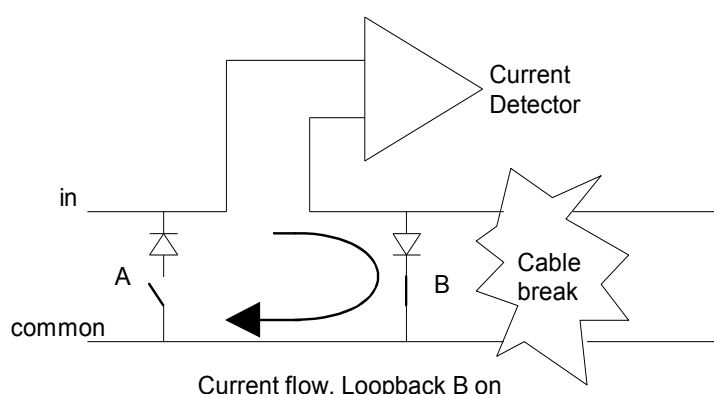 Current
Detector
in
A
B
Cable
break
common
Current flow, Loopback B on